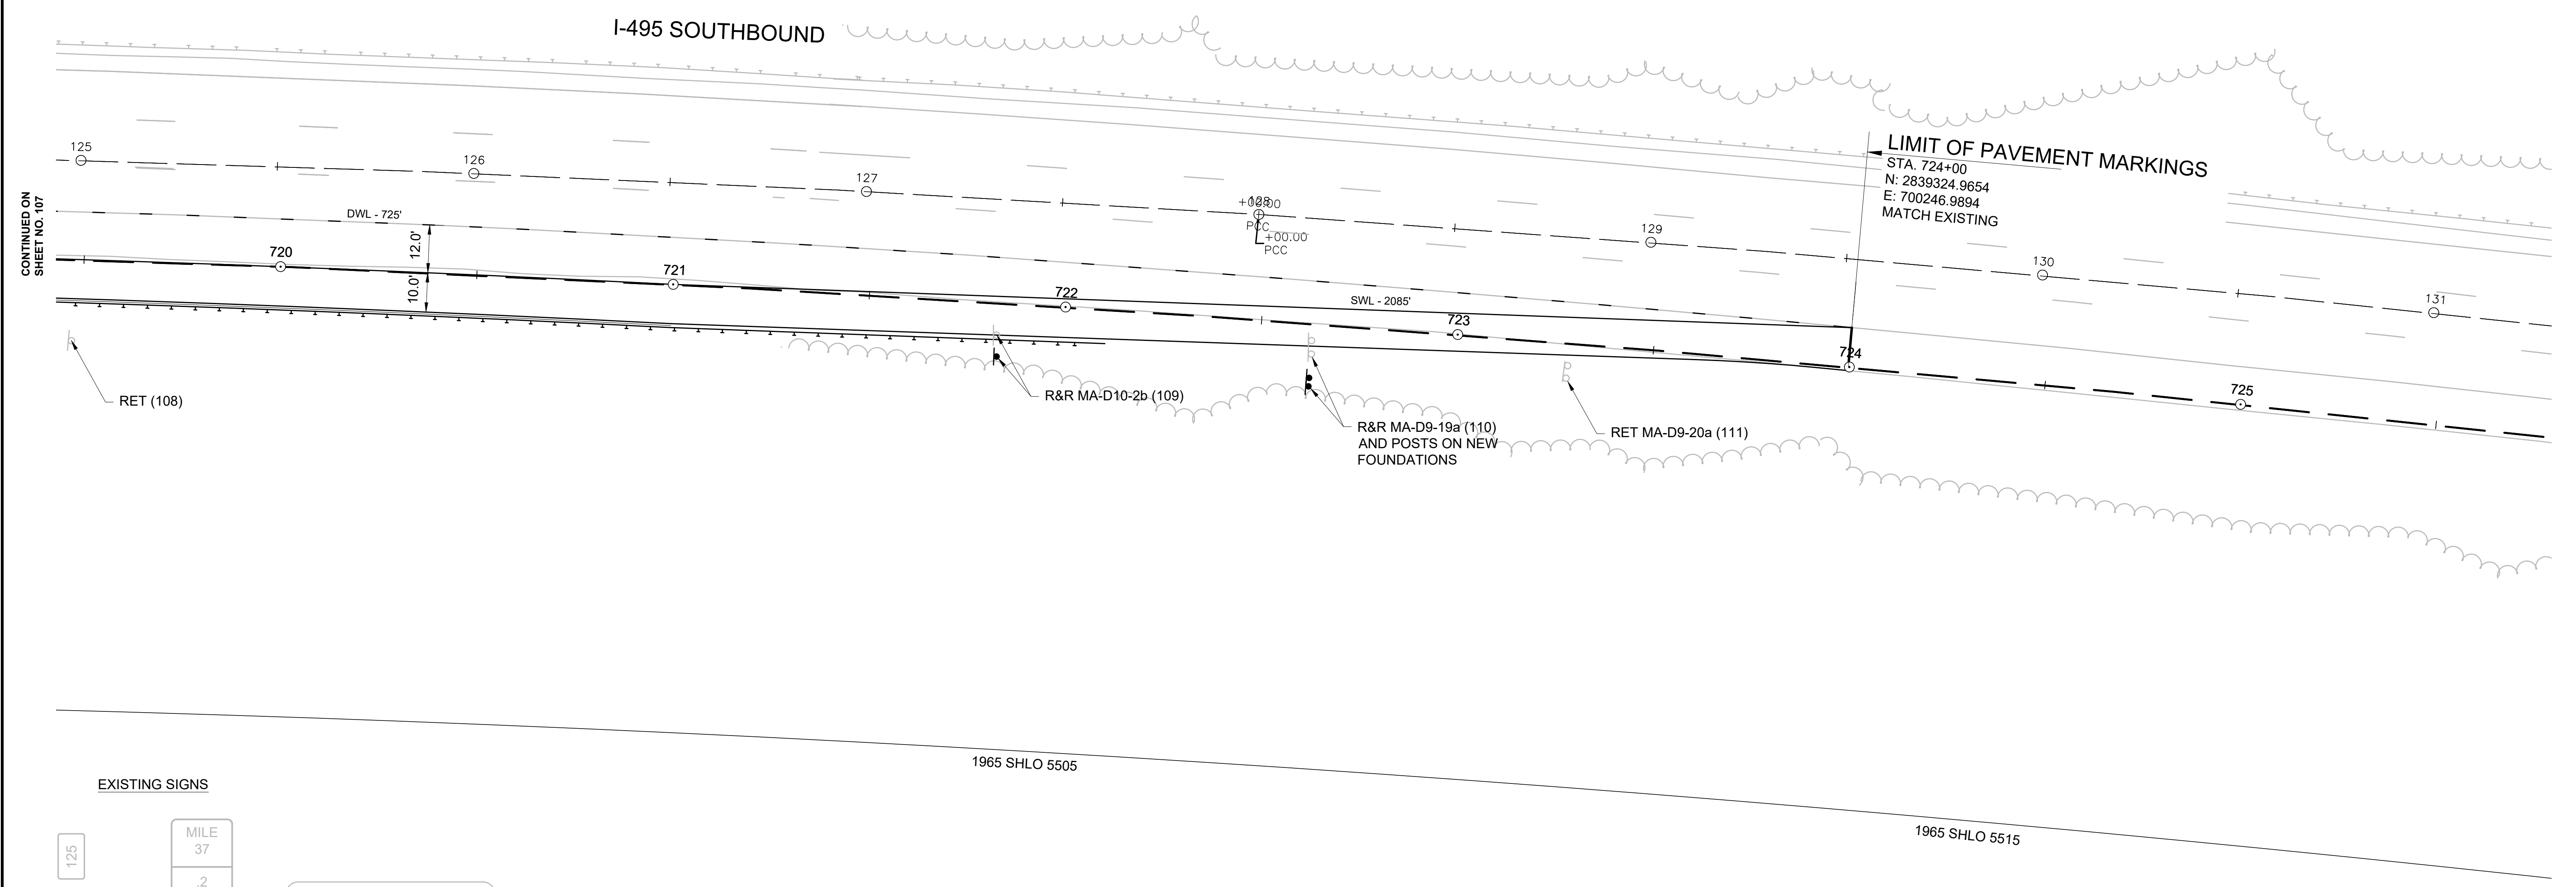 I-495 SOUTHBOUND
LIMIT OF PAVEMENT MARKINGS
STA. 724+00
N: 2839324.9654
E: 700246.9894
MATCH EXISTING
125
126
127
128
+00.00
PCC
+00.00
PCC
129
130
131
CONTINUED ON
SHEET NO. 107
DWL - 725'
12.0'
10.0'
SWL - 2085'
720
721
722
723
724
725
RET (108)
R&R MA-D10-2b (109)
R&R MA-D9-19a (110)
AND POSTS ON NEW
FOUNDATIONS
RET MA-D9-20a (111)
1965 SHLO 5505
1965 SHLO 5515
EXISTING SIGNS
125
MILE
37
.2